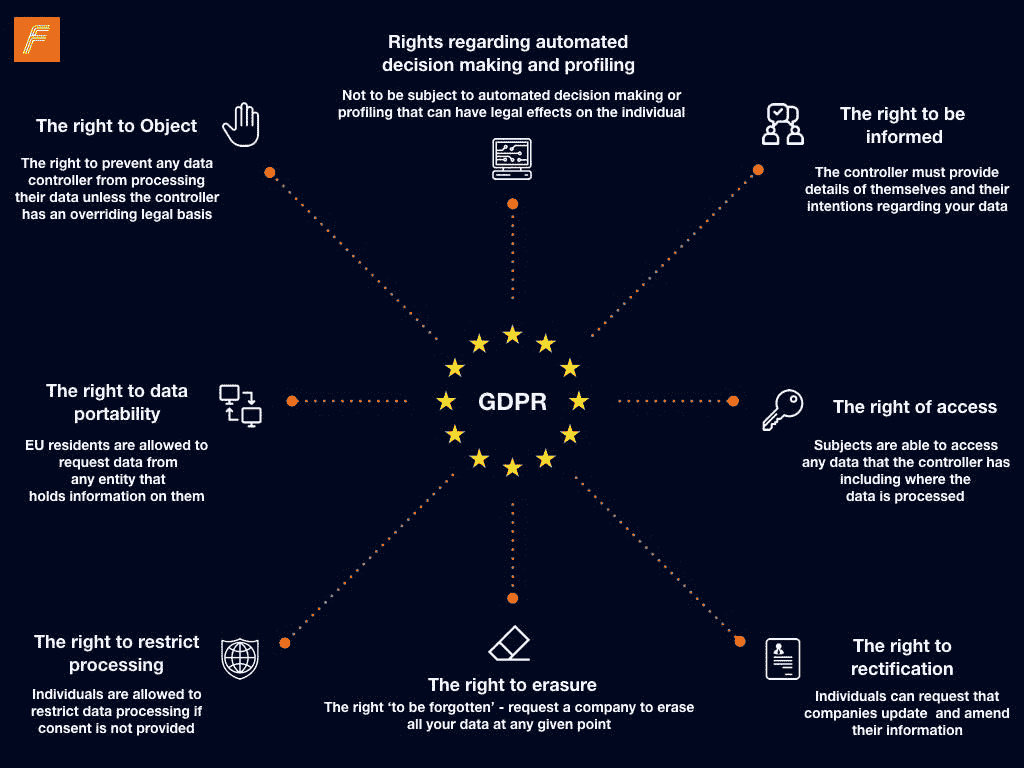 F
Rights regarding automated
decision making and profiling
Not to be subject to automated decision making or
profiling that can have legal effects on the individual
The right to Object
The right to prevent any data
controller from processing
their data unless the controller
has an overriding legal basis
The right to be
informed
The controller must provide
details of themselves and their
intentions regarding your data
The right to data
portability
EU residents are allowed to
request data from
any entity that
holds information on them
GDPR
The right of access
Subjects are able to access
any data that the controller has
including where the
data is processed
The right to restrict
processing
Individuals are allowed to
restrict data processing if
consent is not provided
The right to erasure
The right ‘to be forgotten’ - request a company to erase
all your data at any given point
The right to
rectification
Individuals can request that
companies update  and amend
their information